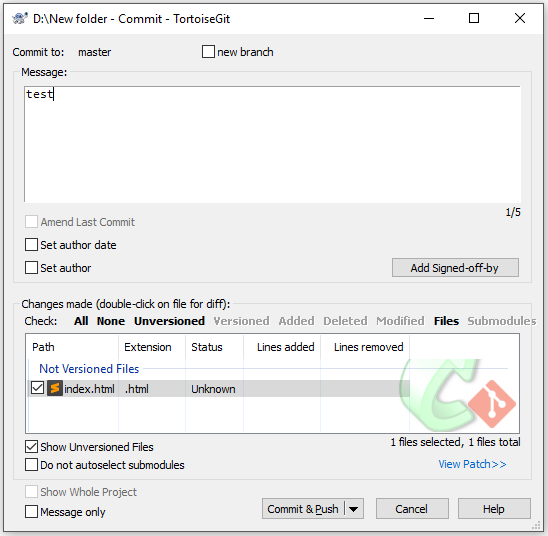 D:\New folder - Commit - TortoiseGit
Commit to: master new branch
Message:
test
1/5
Amend Last Commit
Set author date
Set author Add Signed-off-by
Changes made (double-click on file for diff):
Check: All None Unversioned Versioned Added Deleted Modified Files Submodules
Path Extension Status Lines added Lines removed
Not Versioned Files
index.html .html Unknown
Show Unversioned Files 1 files selected, 1 files total
Do not autoselect submodules View Patch>>
Show Whole Project
Message only Commit & Push Cancel Help